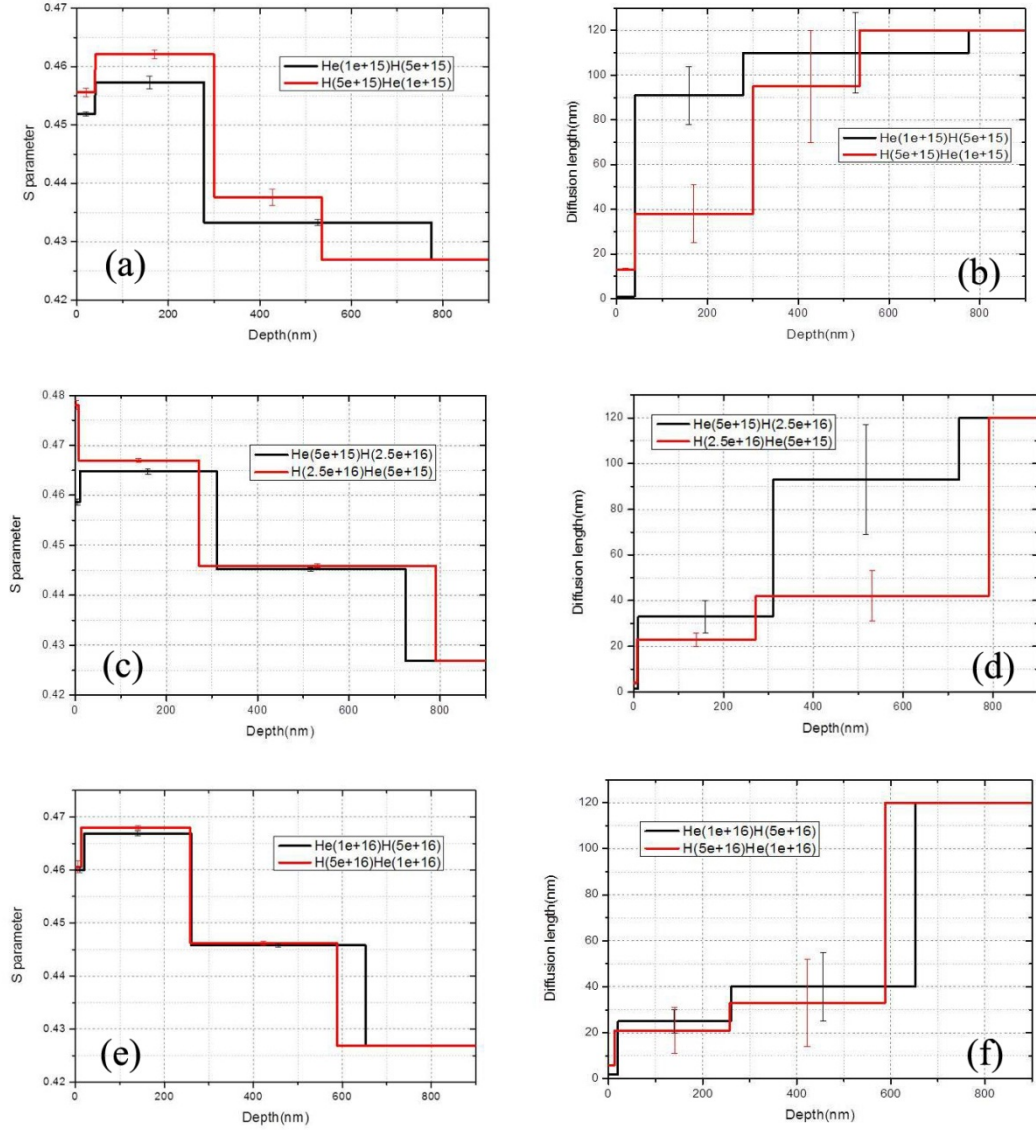 0.47
0.46
0.45
0.44
0.43
0.42
S parameter
He(1e+15)H(5e+15)
H(5e+15)He(1e+15)
(a)
0
200
400
600
800
Depth(nm)
120
100
80
60
40
20
0
Diffusion length(nm)
He(1e+15)H(5e+15)
H(5e+15)He(1e+15)
(b)
0
200
400
600
800
Depth(nm)
0.48
0.47
0.46
0.45
0.44
0.43
0.42
S parameter
He(5e+15)H(2.5e+16)
H(2.5e+16)He(5e+15)
(c)
0
200
400
600
800
Depth(nm)
120
100
80
60
40
20
0
Diffusion length(nm)
He(5e+15)H(2.5e+16)
H(2.5e+16)He(5e+15)
(d)
0
200
400
600
800
Depth(nm)
0.47
0.46
0.45
0.44
0.43
0.42
S parameter
He(1e+16)H(5e+16)
H(5e+16)He(1e+16)
(e)
0
200
400
600
800
Depth(nm)
120
100
80
60
40
20
0
Diffusion length(nm)
He(1e+16)H(5e+16)
H(5e+16)He(1e+16)
(f)
0
200
400
600
800
Depth(nm)